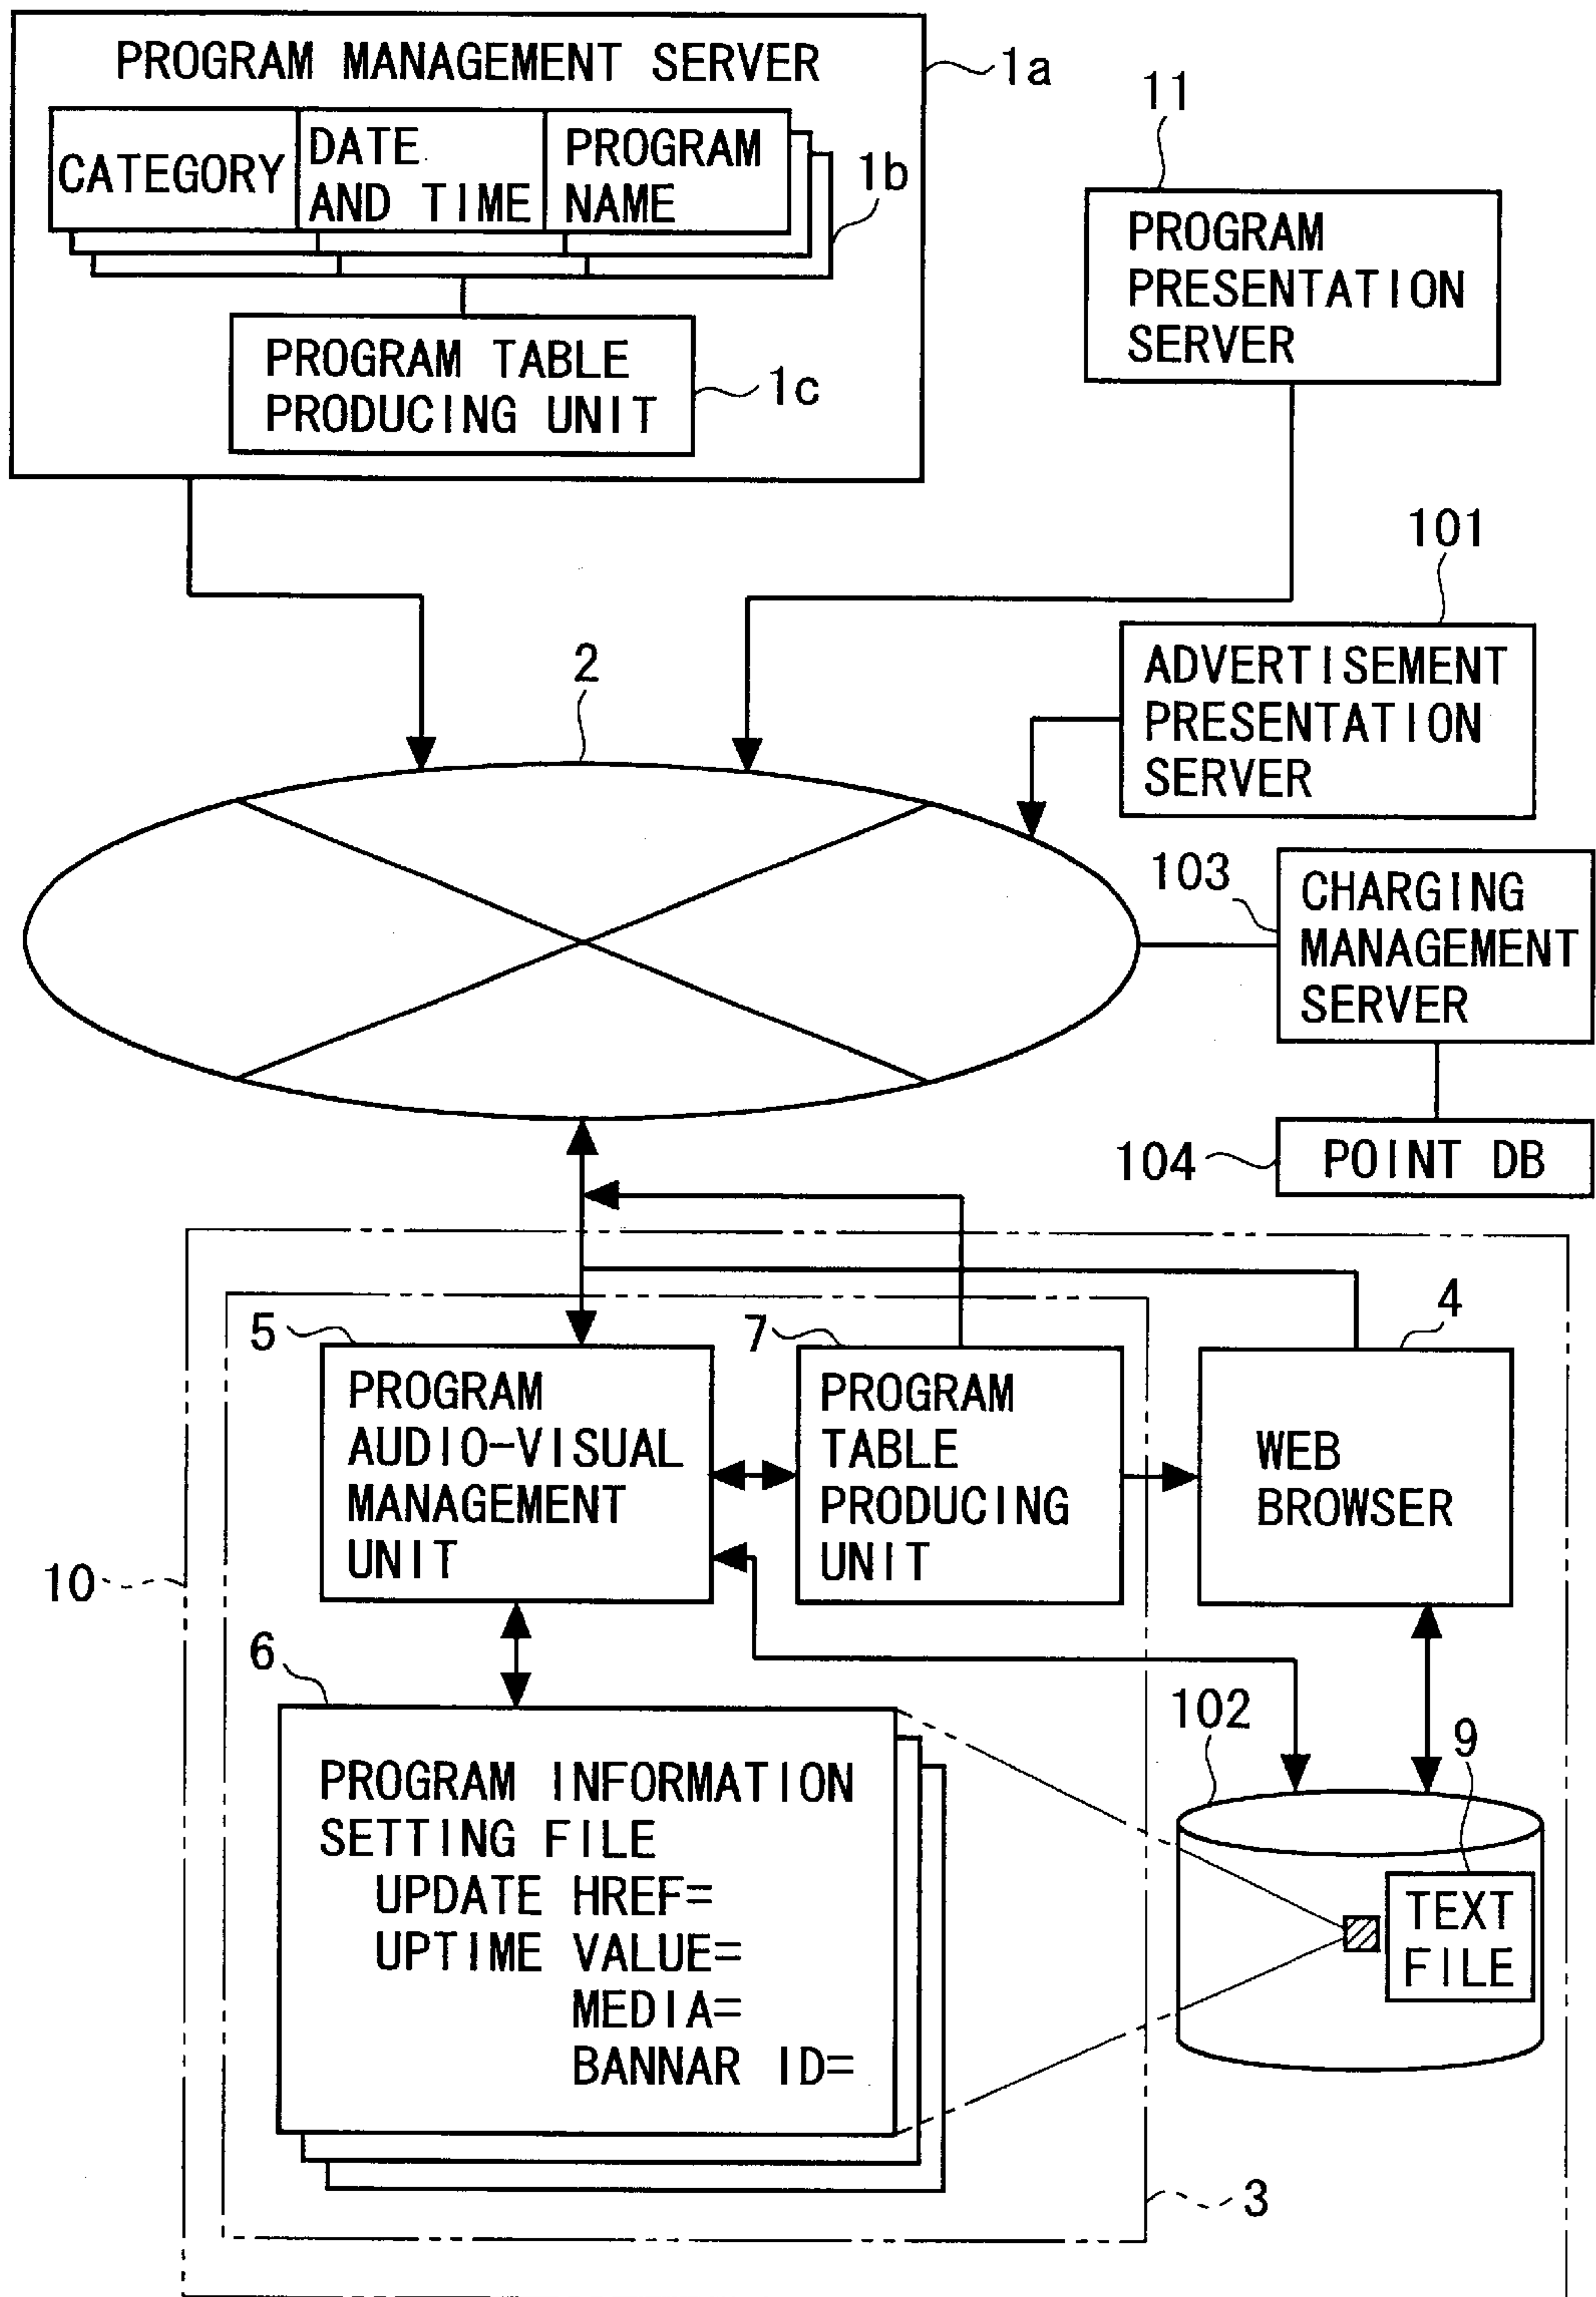 PROGRAM MANAGEMENT SERVER
1a
CATEGORY
DATE
AND TIME
PROGRAM
NAME
1b
PROGRAM TABLE
PRODUCING UNIT
1c
11
PROGRAM
PRESENTATION
SERVER
101
ADVERTISEMENT
PRESENTATION
SERVER
2
103
CHARGING
MANAGEMENT
SERVER
104
POINT DB
5
PROGRAM
AUDIO-VISUAL
MANAGEMENT
UNIT
7
PROGRAM
TABLE
PRODUCING
UNIT
4
WEB
BROWSER
10
6
PROGRAM INFORMATION
SETTING FILE
UPDATE HREF=
UPTIME VALUE=
MEDIA=
BANNAR ID=
102
9
TEXT
FILE
3